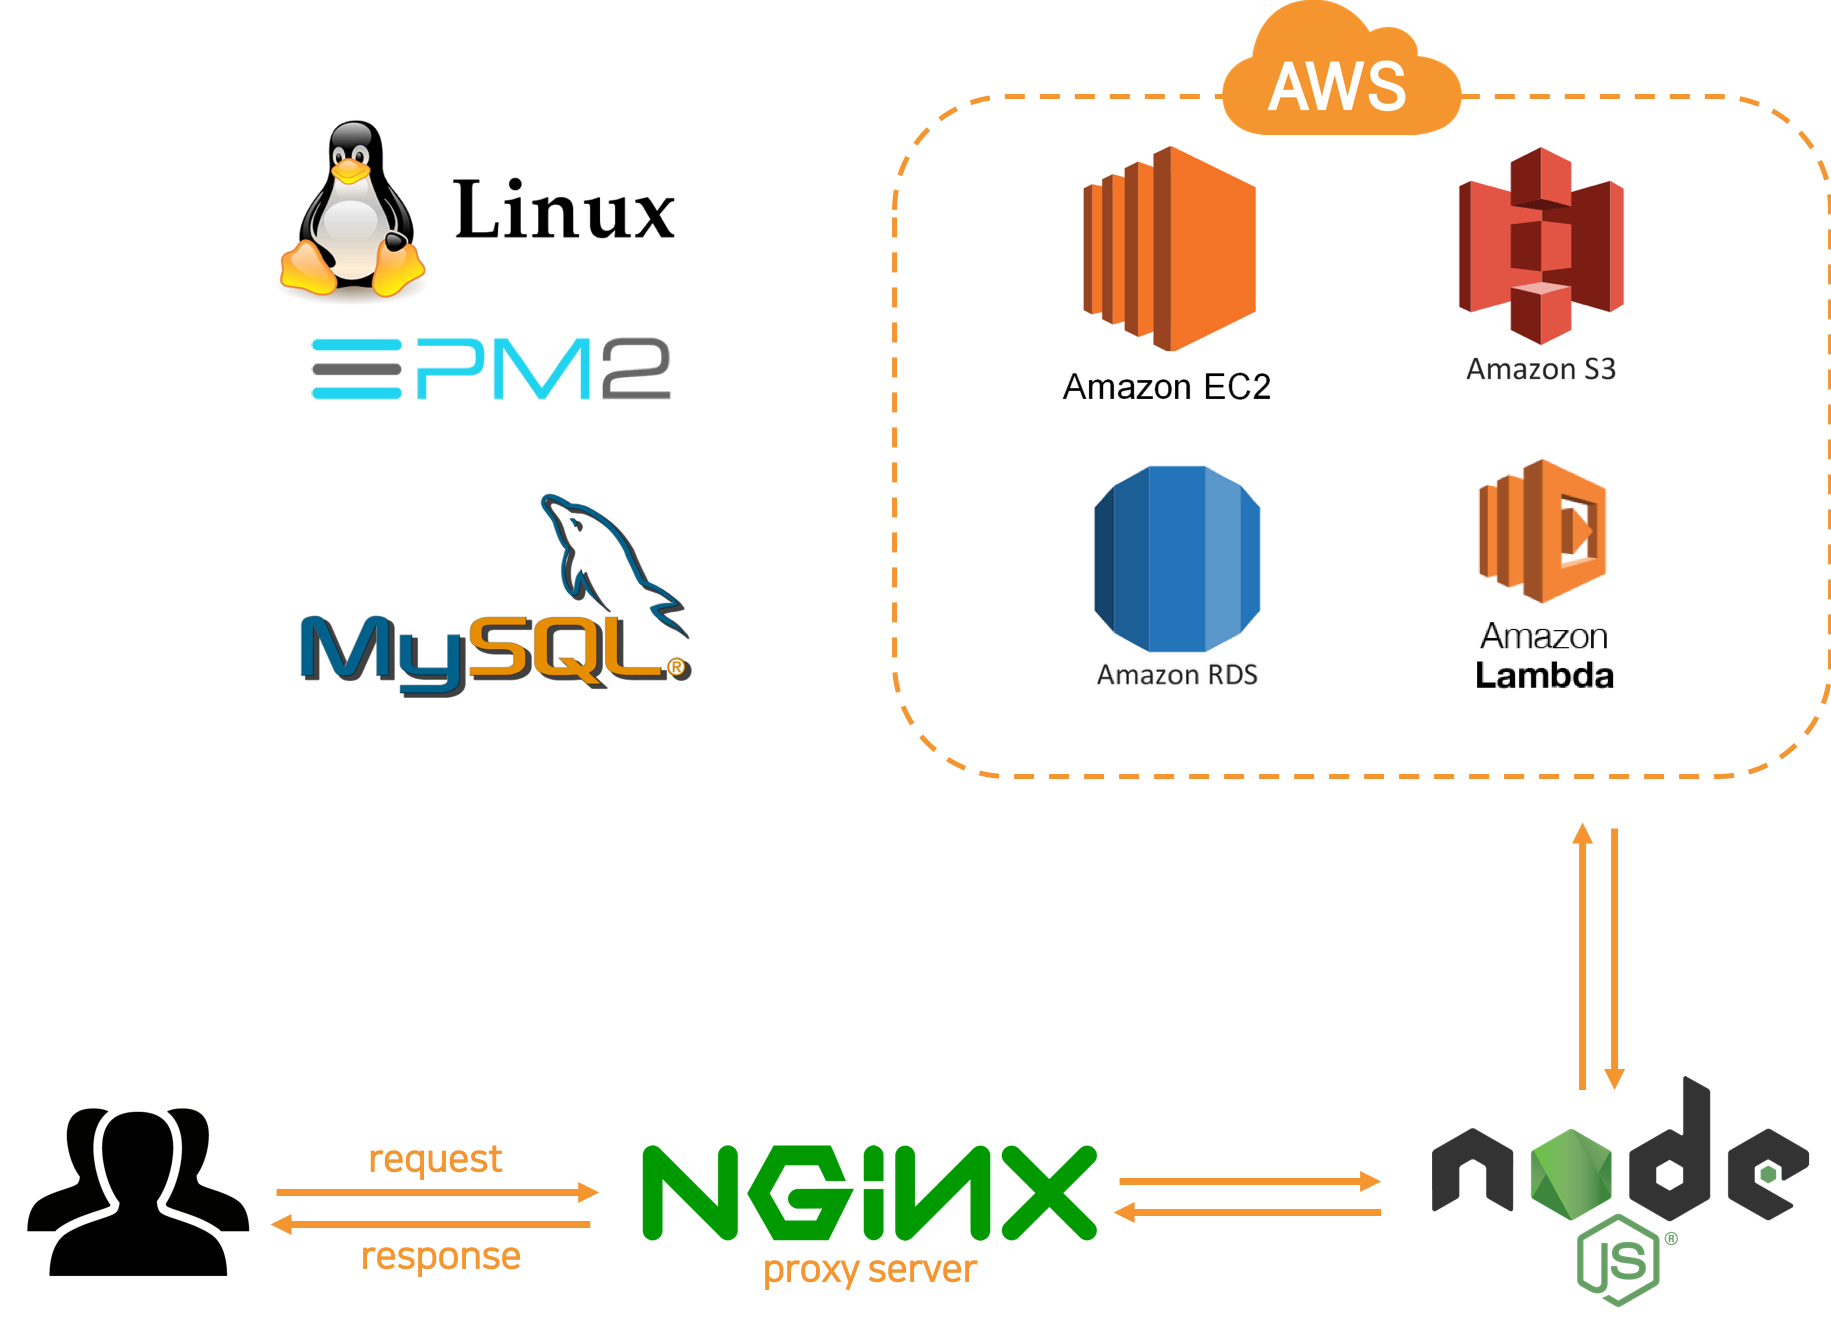 AWS
Linux
PM2
Amazon EC2
Amazon S3
MySQL®
Amazon RDS
Amazon
Lambda
request
response
NGiNX
proxy server
node
JS®